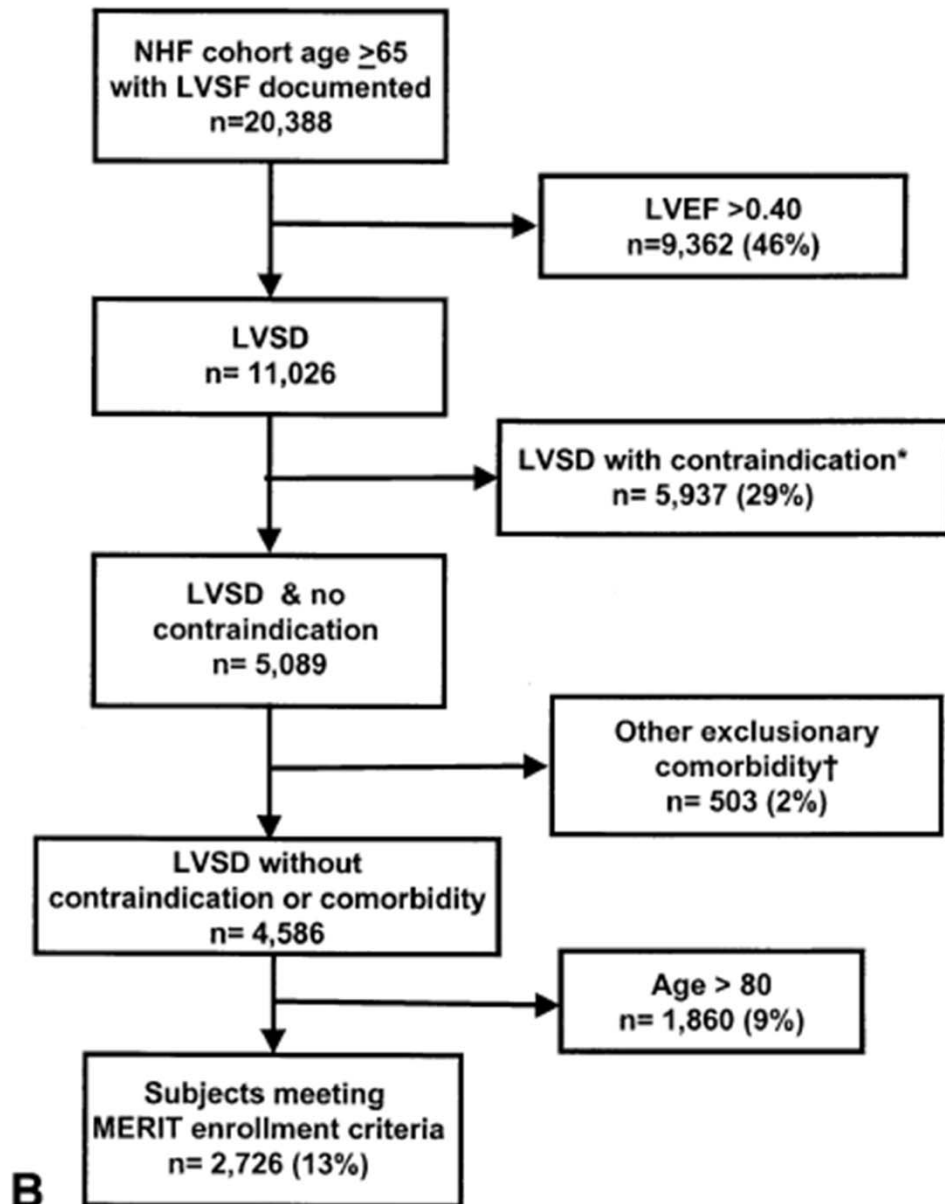 NHF cohort age ≥65
with LVSF documented
n=20,388
LVEF >0.40
n=9,362 (46%)
LVSD
n= 11,026
LVSD with contraindication*
n= 5,937 (29%)
LVSD & no
contraindication
n= 5,089
Other exclusionary
comorbidity†
n= 503 (2%)
LVSD without
contraindication or comorbidity
n= 4,586
Age > 80
n= 1,860 (9%)
Subjects meeting
MERIT enrollment criteria
n= 2,726 (13%)
B